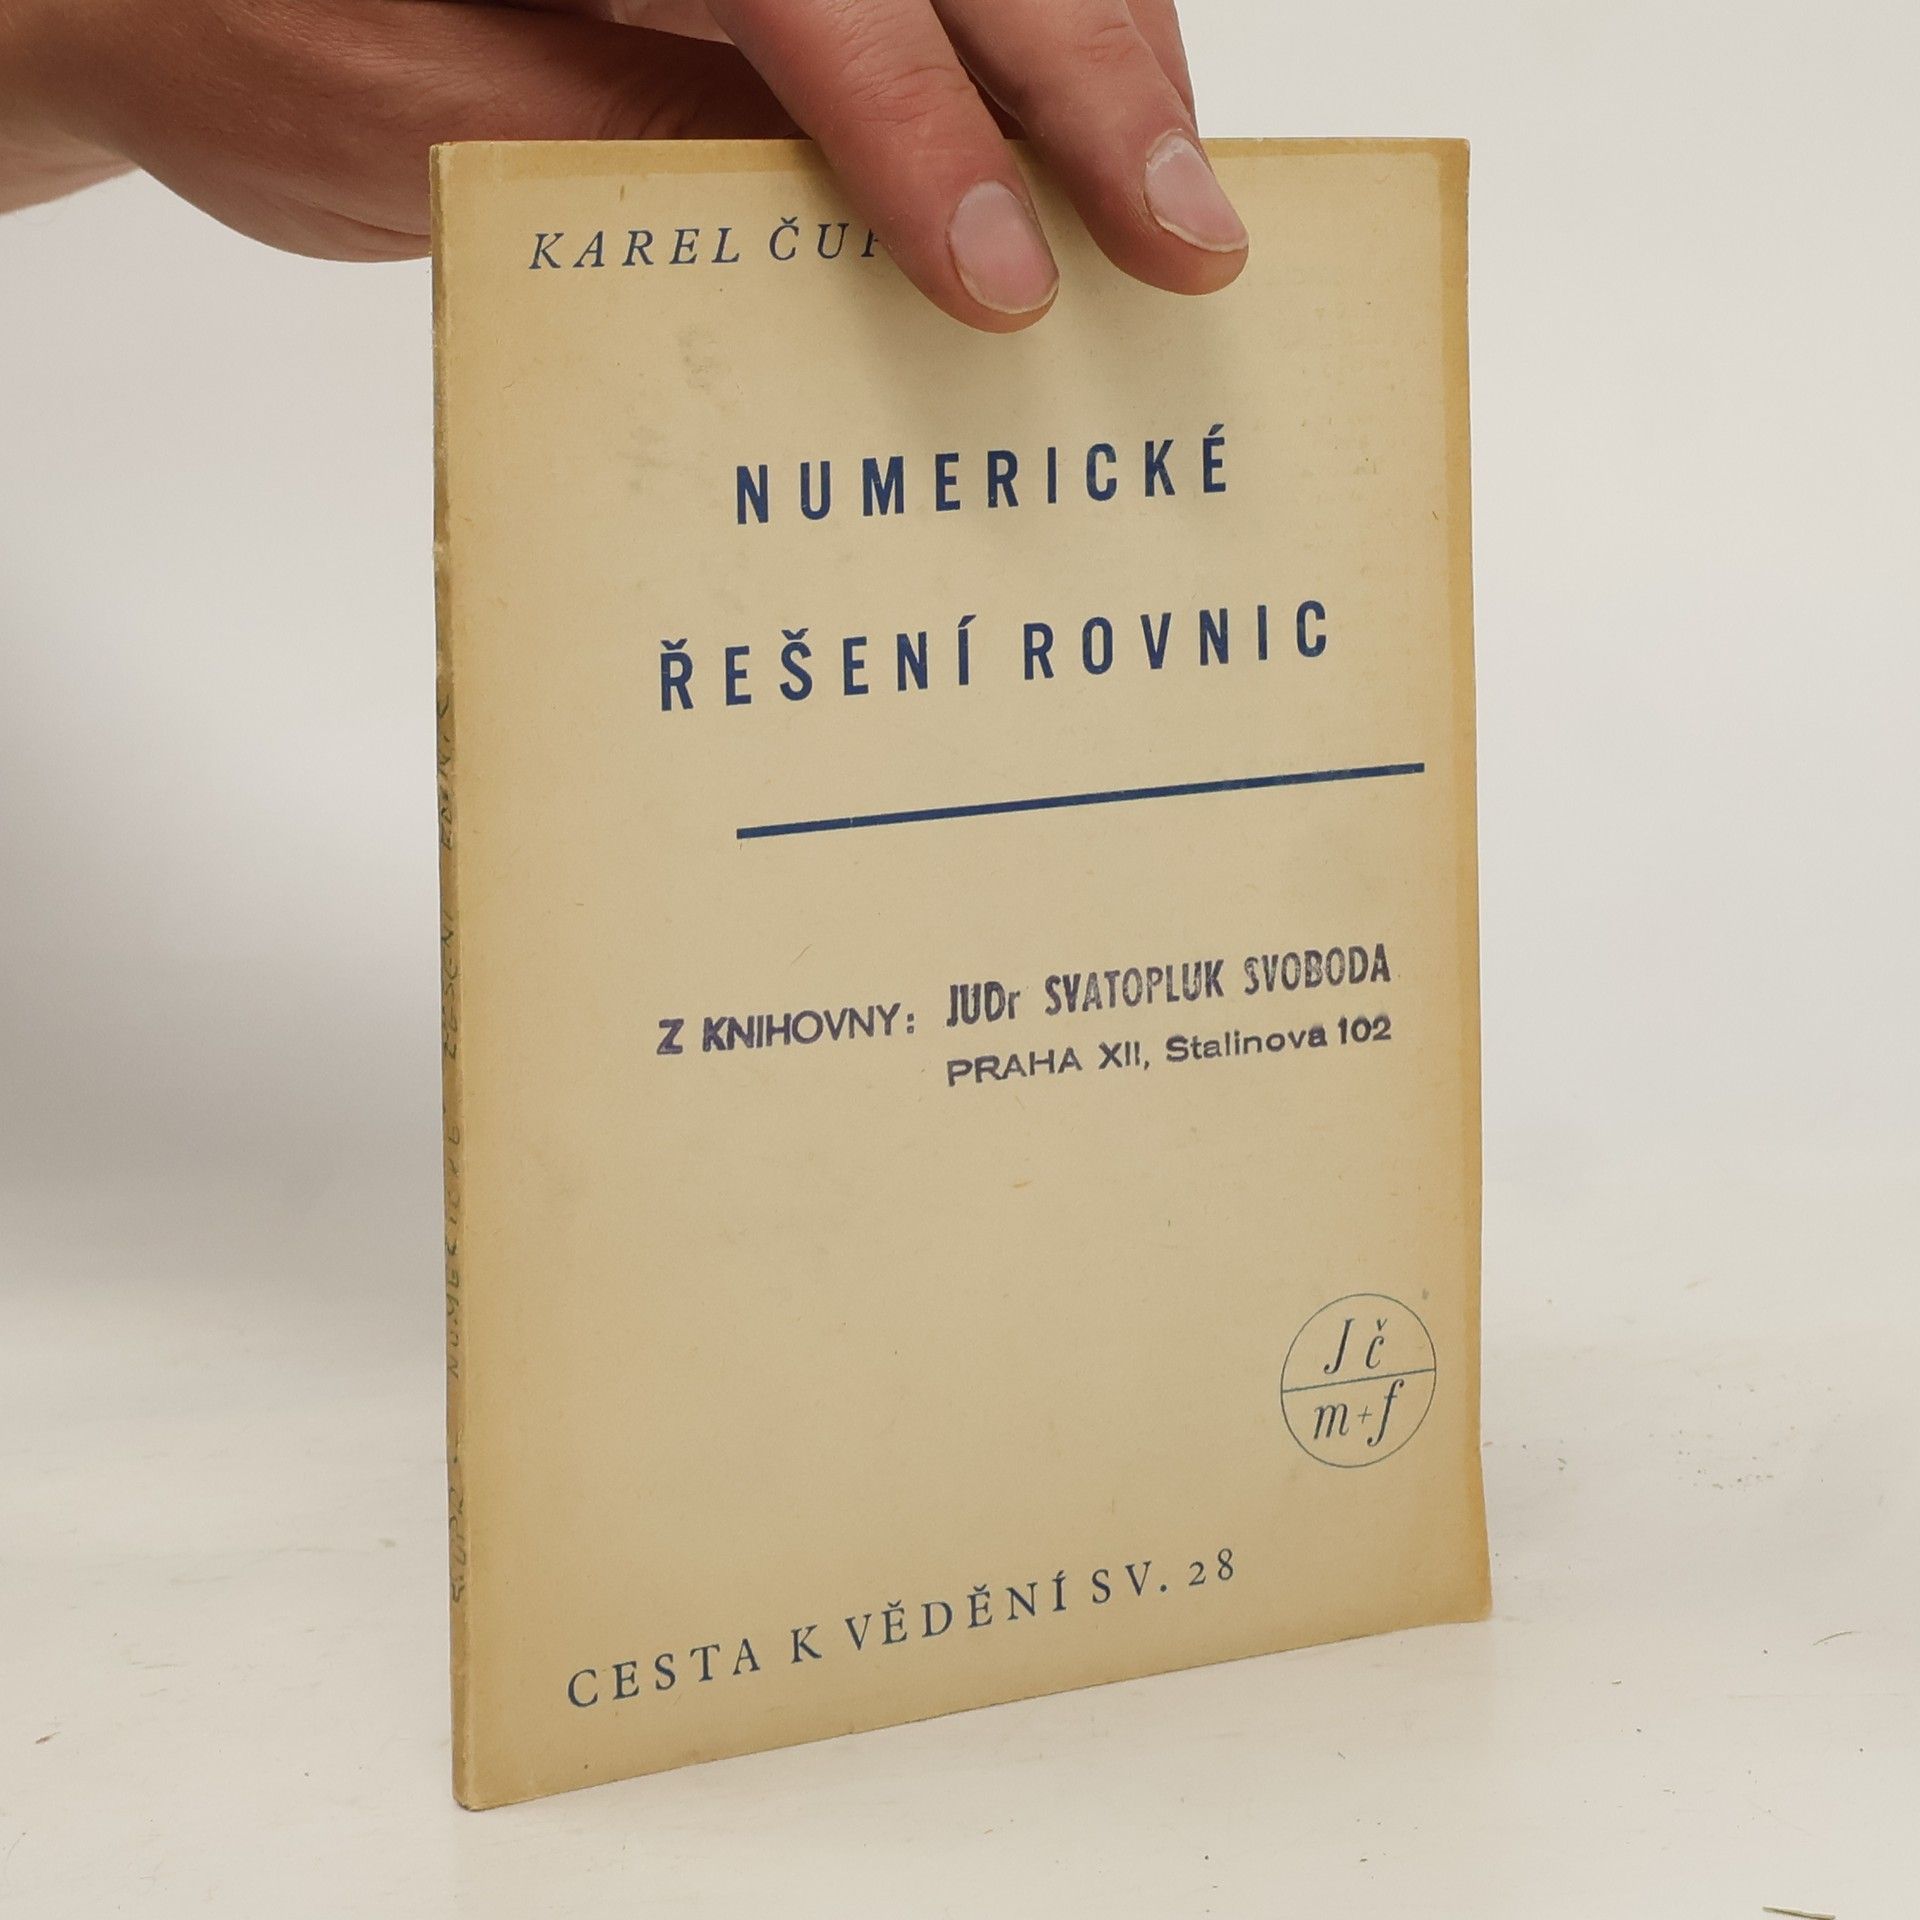 KAREL ČUP
NUMERICKÉ
ŘEŠENÍ ROVNIC
Z KNIHOVNY: JUDr SVATOPLUK SVOBODA
PRAHA XII, Stalinova 102
J č
m+f
CESTA K VĚDĚNÍ SV. 28